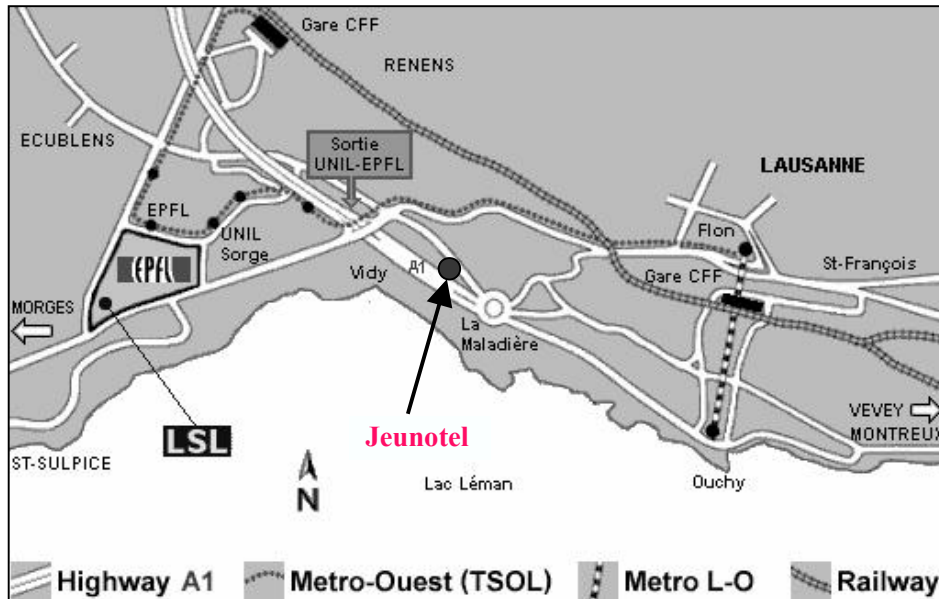 Gare CFF
RENENS
ECUBLENS
Sortie
UNIL-EPFL
LAUSANNE
EPFL
UNIL
Sorge
Flon
EPFL
Vidy
A1
Gare CFF
St-François
MORGES
La
Maladière
Jeunotel
VEVEY
MONTREUX
LSL
ST-SULPICE
N
Lac Léman
Ouchy
Highway A1
Metro-Ouest (TSOL)
Metro L-O
Railway